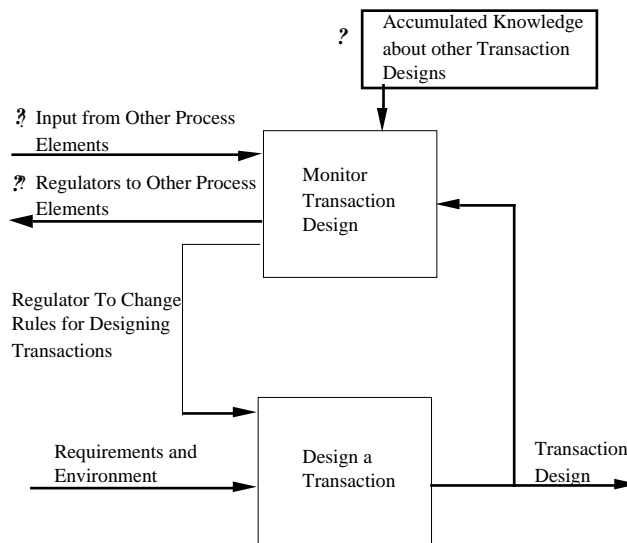 ?
Accumulated Knowledge
about other Transaction
Designs
? Input from Other Process
Elements
? Regulators to Other Process
Elements
Monitor
Transaction
Design
Regulator To Change
Rules for Designing
Transactions
Requirements and
Environment
Design a
Transaction
Transaction
Design